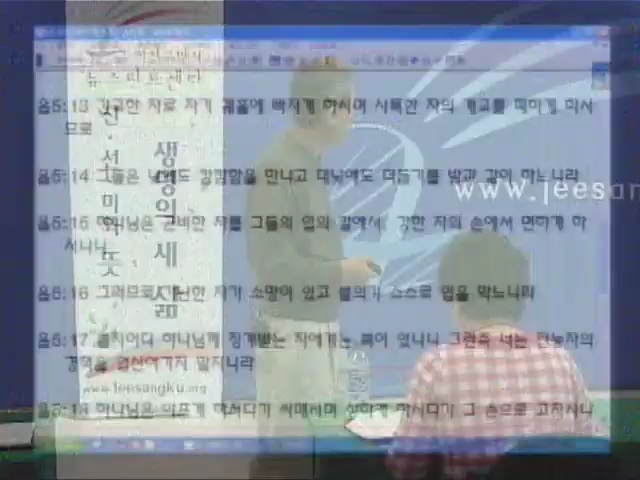 뉴스타트센터
생명의 새 삶
욥5:13 간교한 자로 자기 궤휼에 빠지게 하시며 사특한 자의 계교를 패하게 하시
므로
욥5:14 그들은 낮에도 캄캄함을 만나고 대낮에도 더듬기를 밤과 같이 하느니라
www.jeesan
욥5:15 하나님은 곤비한 자를 그들의 입의 칼에서, 강한 자의 손에서 면하게 하
시나니
욥5:16 그러므로 가난한 자가 소망이 있고 불의가 스스로 입을 막느니라
욥5:17 볼지어다 하나님께 징계받는 자에게는 복이 있나니 그런즉 너는 전능자의
경책을 업신여기지 말지니라
www.leesangku.org
욥5:18 하나님은 아프게 하시다가 싸매시며 상하게 하시다가 그 손으로 고치시나